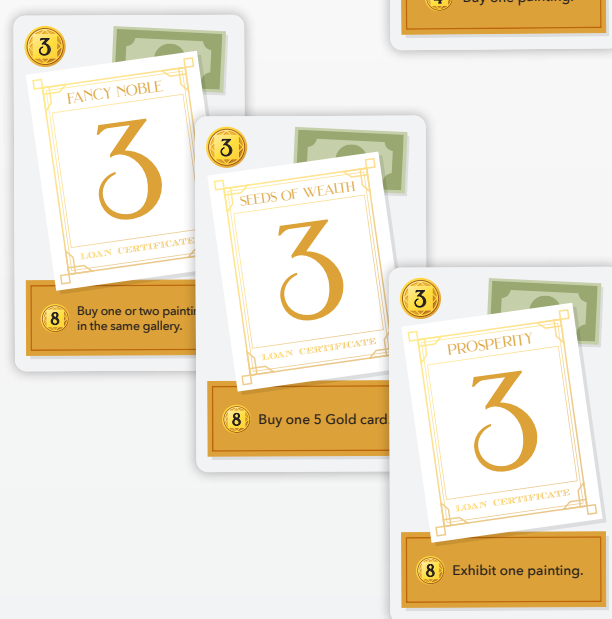 4 Buy one painting.
3
FANCY NOBLE
3
LOAN CERTIFICATE
8 Buy one or two
in the same gallery.
3
SEEDS OF WEALTH
3
LOAN CERTIFICATE
8 Buy one 5 Gold card
3
PROSPERITY
3
LOAN CERTIFICATE
8 Exhibit one painting.